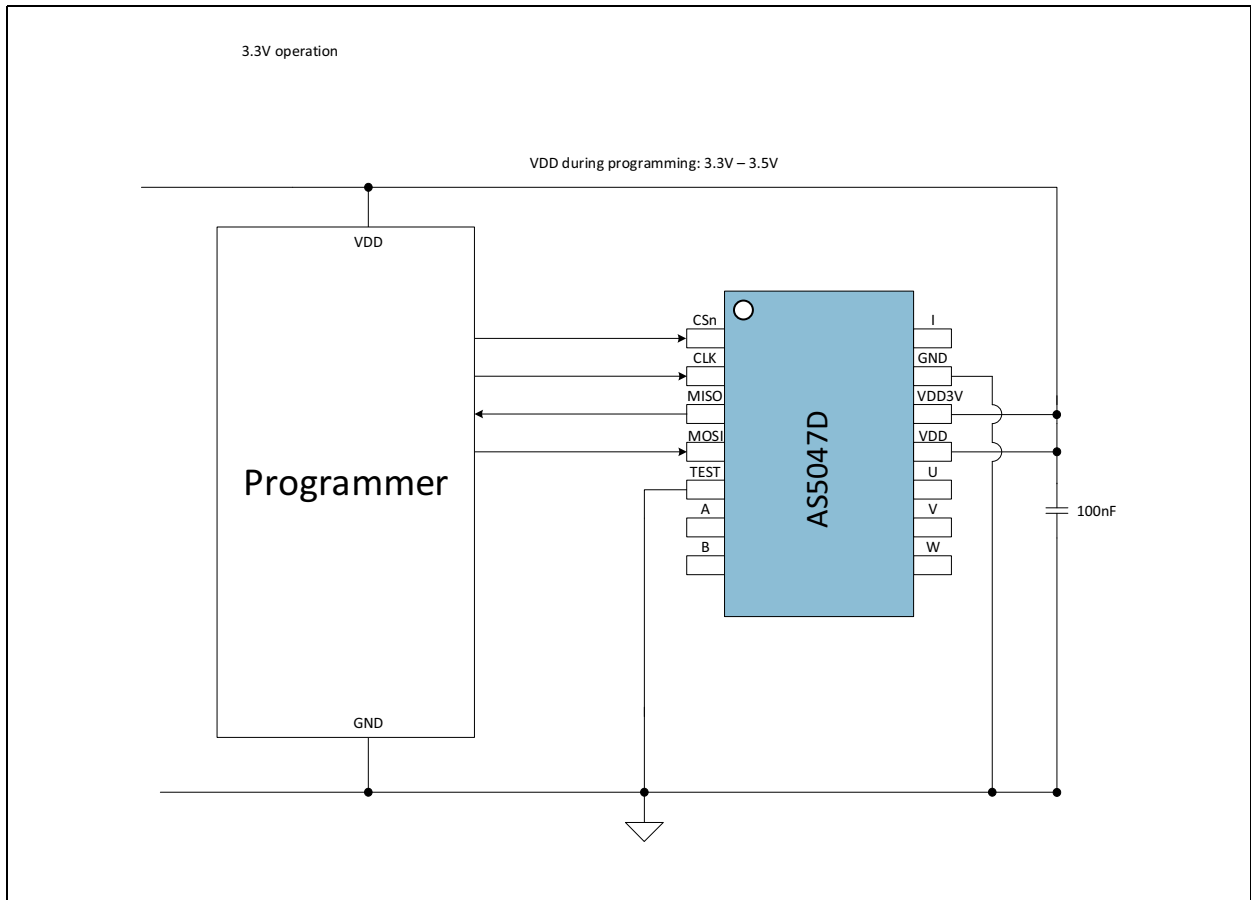 3.3V operation
VDD during programming: 3.3V – 3.5V
VDD
Programmer
GND
CSn
CLK
MISO
MOSI
TEST
A
B
AS5047D
I
GND
VDD3V
VDD
U
V
W
100nF